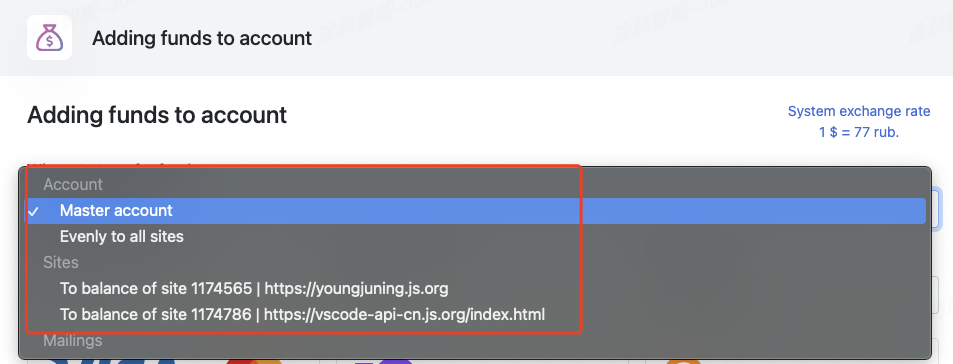 Adding funds to account
Adding funds to account
System exchange rate
1 $ = 77 rub.
Account
✓ Master account
Evenly to all sites
Sites
To balance of site 1174565 | https://youngjuning.js.org
To balance of site 1174786 | https://vscode-api-cn.js.org/index.html
Mailings